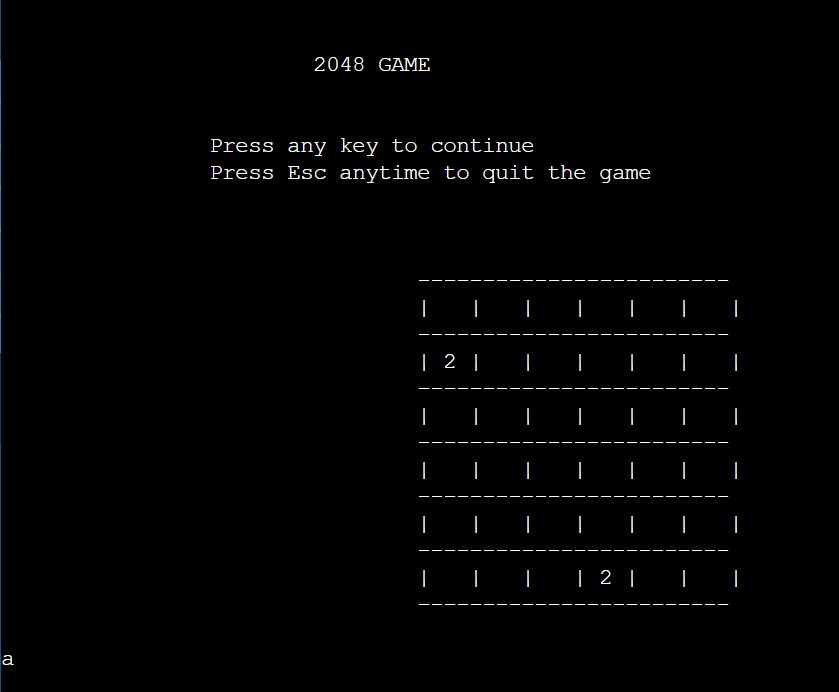 2048 GAME
Press any key to continue
Press Esc anytime to quit the game
------------------------
|   |   |   |   |   |   |
------------------------
| 2 |   |   |   |   |   |
------------------------
|   |   |   |   |   |   |
------------------------
|   |   |   |   |   |   |
------------------------
|   |   |   |   |   |   |
------------------------
|   |   |   | 2 |   |   |
------------------------
a